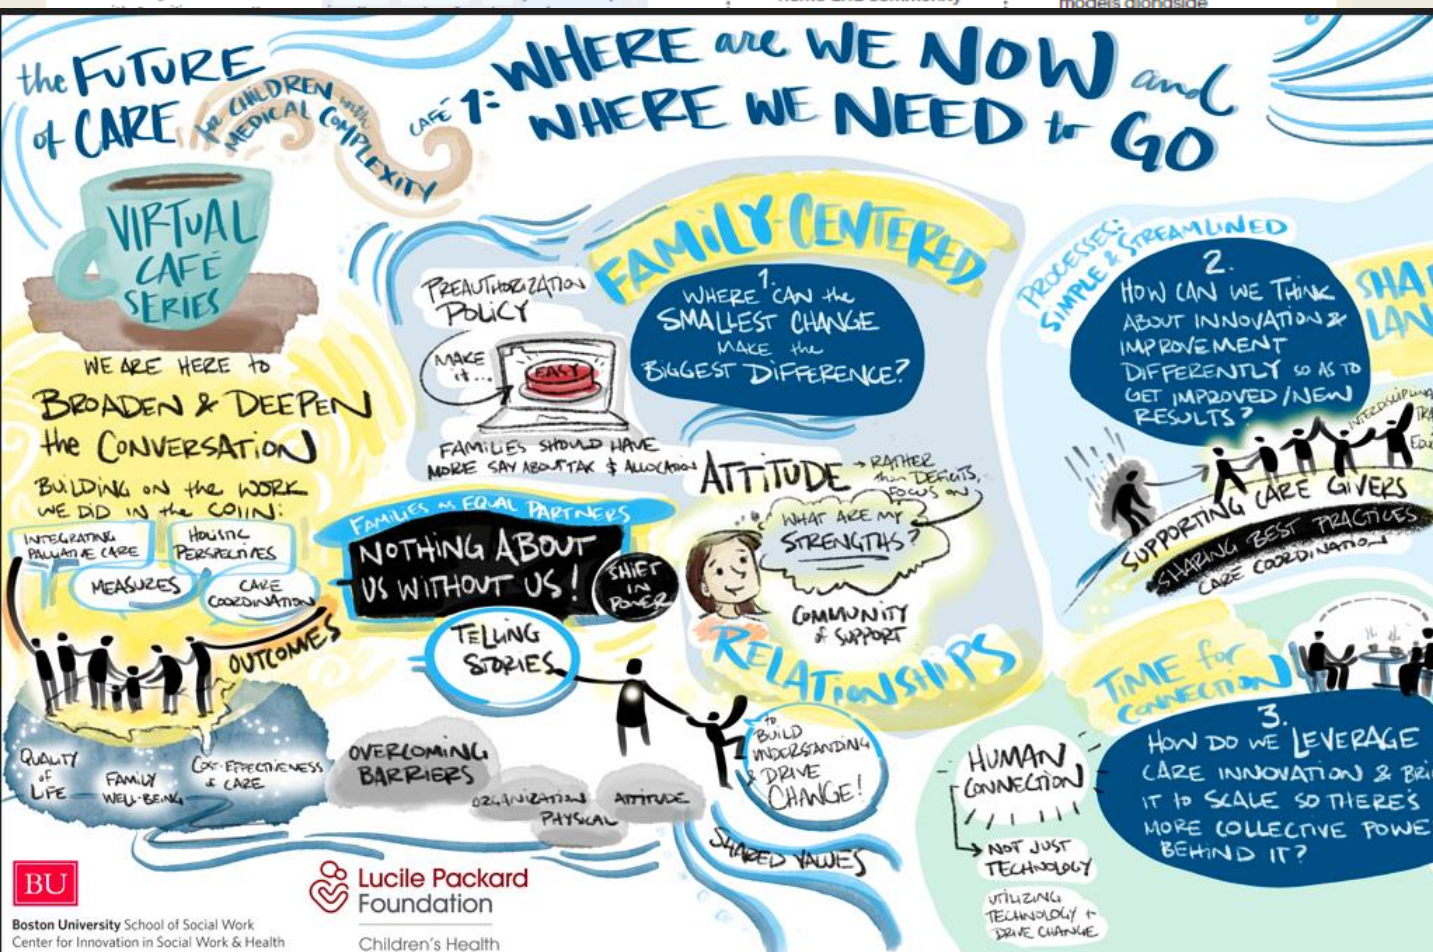 models alongside
the FUTURE
of CARE
for CHILDREN with
MEDICAL COMPLEXITY
CAFÉ 1: WHERE are WE NOW and
WHERE WE NEED to GO
VIRTUAL
CAFÉ
SERIES
WE ARE HERE to
BROADEN & DEEPEN
the CONVERSATION
BUILDING ON the WORK
WE DID IN the COIIN:
INTEGRATING
PALLIATIVE CARE
HOLISTIC
PERSPECTIVES
MEASURES
CARE
COORDINATION
OUTCOMES
QUALITY
of
LIFE
FAMILY
WELL-BEING
COST-EFFECTIVENESS
of CARE
FAMILY-CENTERED
PREAUTHORIZATION
POLICY
MAKE
it...
EASY
FAMILIES SHOULD HAVE
MORE SAY ABOUT TAX $ ALLOCATION
1.
WHERE CAN the
SMALLEST CHANGE
MAKE the
BIGGEST DIFFERENCE?
ATTITUDE → RATHER
than DEFICITS,
FOCUS ON
WHAT ARE MY
STRENGTHS?
COMMUNITY
of SUPPORT
RELATIONSHIPS
FAMILIES as EQUAL PARTNERS
NOTHING ABOUT
US WITHOUT US!
SHIFT
IN
POWER
TELLING
STORIES
to
BUILD
UNDERSTANDING
& DRIVE
CHANGE!
OVERCOMING
BARRIERS
ORGANIZATION
PHYSICAL
ATTITUDE
SHARED VALUES
PROCESSES:
SIMPLE & STREAMLINED
2.
HOW CAN WE THINK
ABOUT INNOVATION &
IMPROVEMENT
DIFFERENTLY SO AS TO
GET IMPROVED/NEW
RESULTS?
SHA
LAN
SUPPORTING CARE GIVERS
SHARING BEST PRACTICES
CARE COORDINATION
TIME for
CONNECTION
3.
HOW DO WE LEVERAGE
CARE INNOVATION & BRI
IT to SCALE SO THERE'S
MORE COLLECTIVE POWE
BEHIND IT?
HUMAN
CONNECTION
NOT JUST
TECHNOLOGY
UTILIZING
TECHNOLOGY +
DRIVE CHANGE
BU
Boston University School of Social Work
Center for Innovation in Social Work & Health
Lucile Packard
Foundation
Children's Health